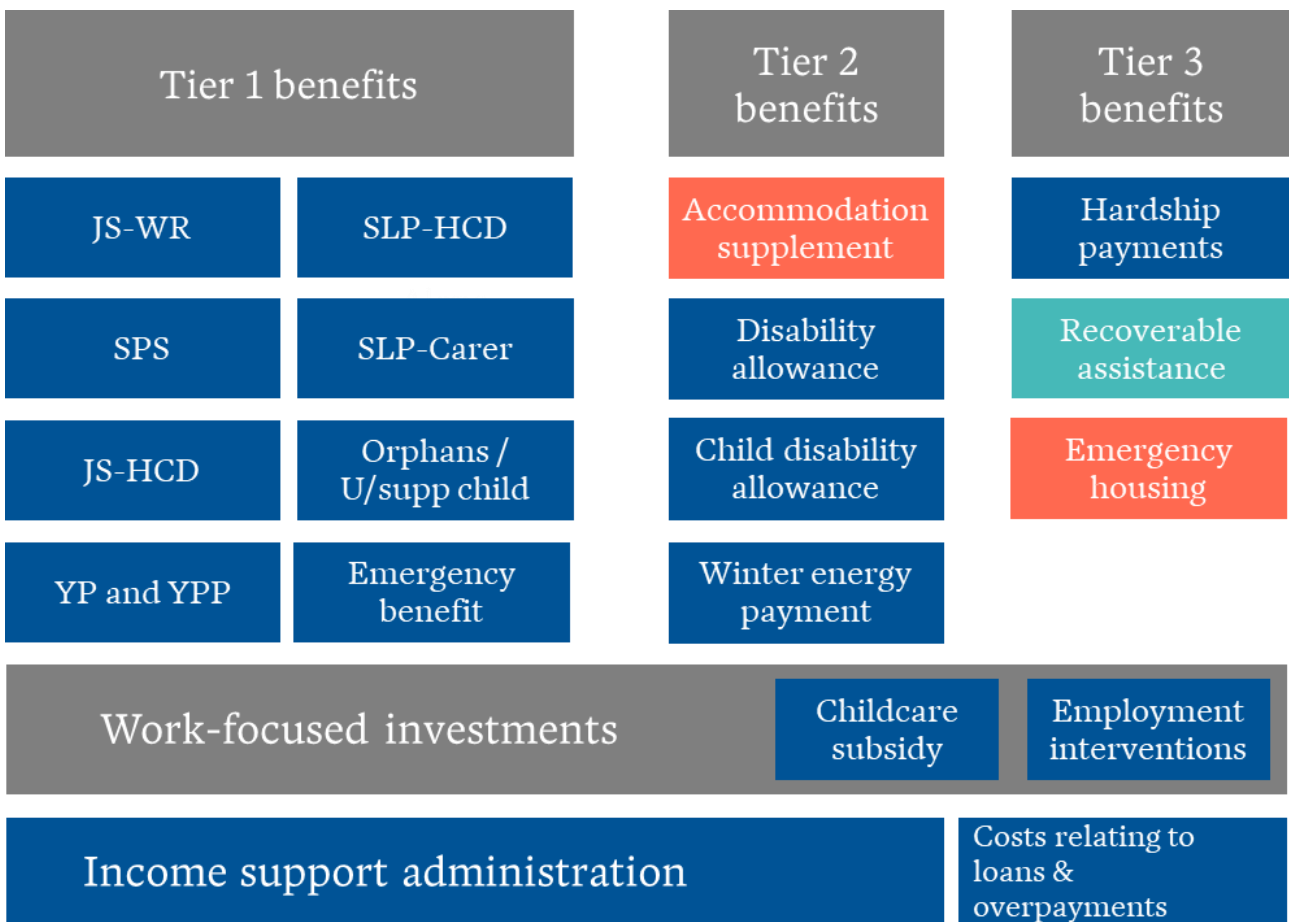 Tier 1 benefits
Tier 2
benefits
Tier 3
benefits
JS-WR
SLP-HCD
Accommodation
supplement
Hardship
payments
SPS
SLP-Carer
Disability
allowance
Recoverable
assistance
JS-HCD
Orphans /
U/supp child
Child disability
allowance
Emergency
housing
YP and YPP
Emergency
benefit
Winter energy
payment
Work-focused investments
Childcare
subsidy
Employment
interventions
Income support administration
Costs relating to
loans &
overpayments